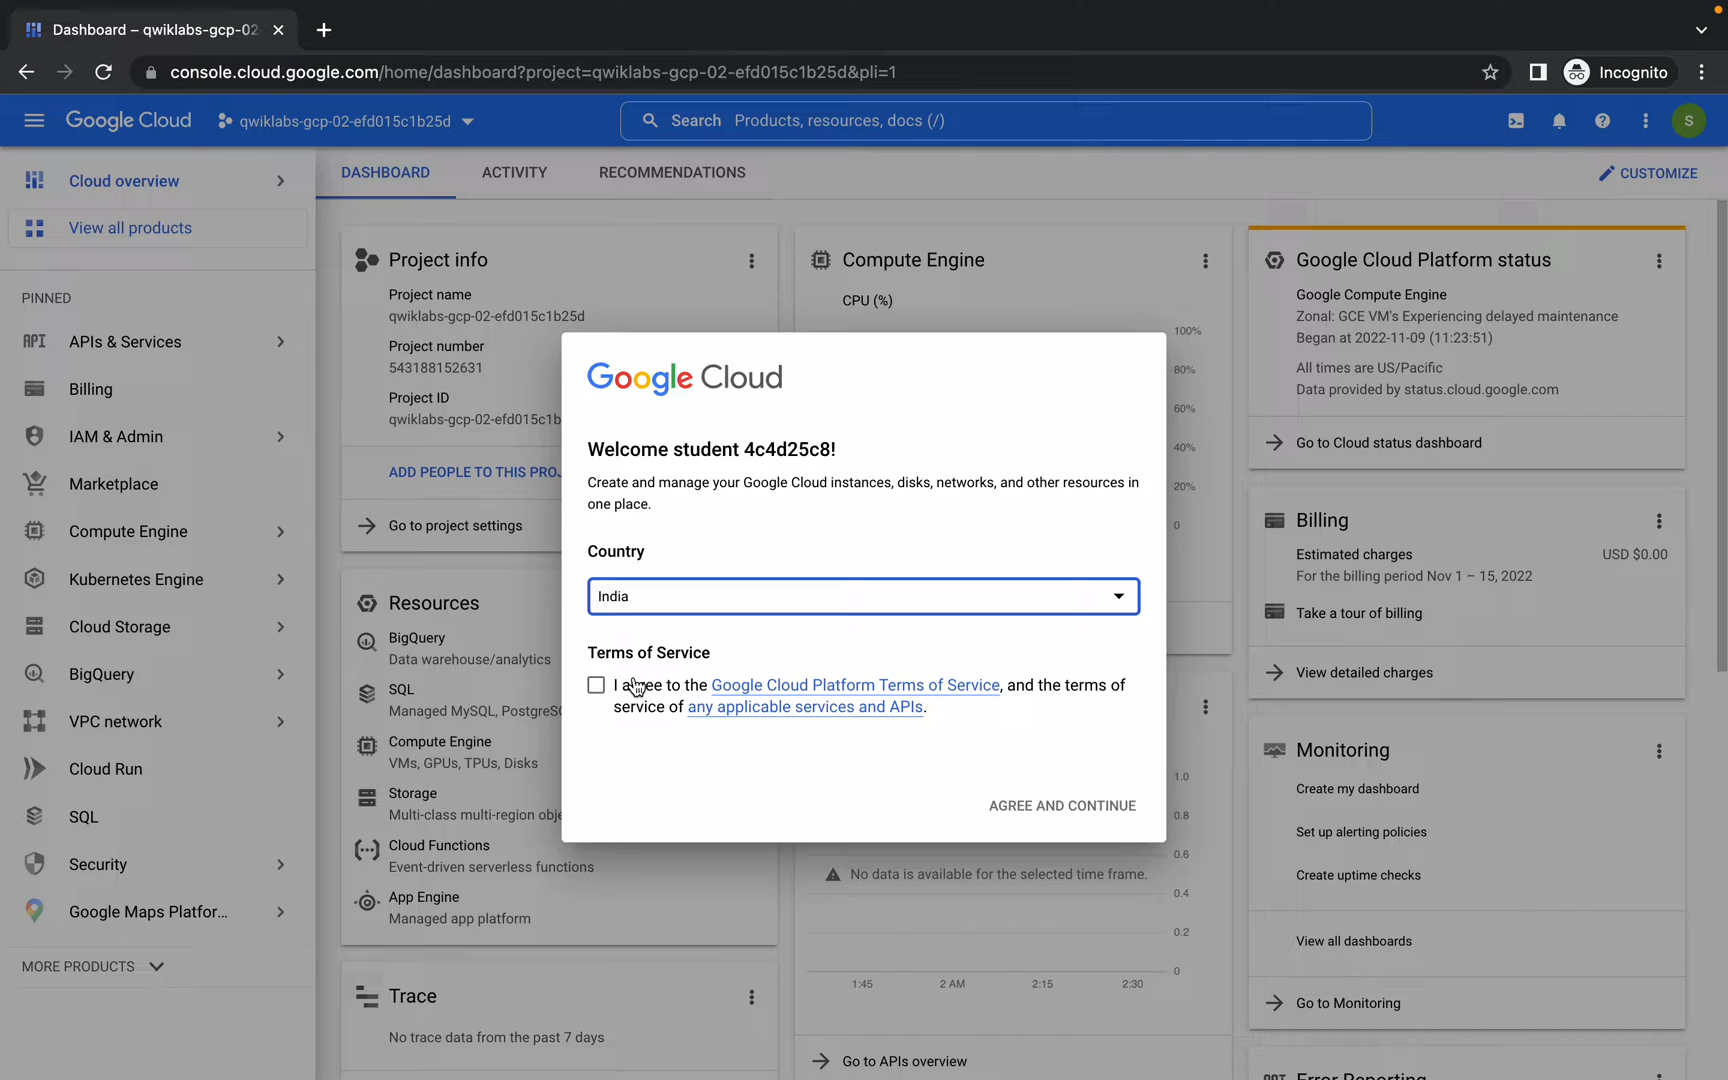 Dashboard – qwiklabs-gcp-02
console.cloud.google.com/home/dashboard?project=qwiklabs-gcp-02-efd015c1b25d&pli=1
Incognito
Google Cloud
qwiklabs-gcp-02-efd015c1b25d
Search Products, resources, docs (/)
S
Cloud overview
View all products
PINNED
API APIs & Services
Billing
IAM & Admin
Marketplace
Compute Engine
Kubernetes Engine
Cloud Storage
BigQuery
VPC network
Cloud Run
SQL
Security
Google Maps Platfor...
MORE PRODUCTS
DASHBOARD
ACTIVITY
RECOMMENDATIONS
CUSTOMIZE
Project info
Project name
qwiklabs-gcp-02-efd015c1b25d
Project number
543188152631
Project ID
qwiklabs-gcp-02-efd015c1b
ADD PEOPLE TO THIS PROJ
Go to project settings
Resources
BigQuery
Data warehouse/analytics
SQL
Managed MySQL, PostgreS
Compute Engine
VMs, GPUs, TPUs, Disks
Storage
Multi-class multi-region obje
Cloud Functions
Event-driven serverless functions
App Engine
Managed app platform
Trace
No trace data from the past 7 days
Compute Engine
CPU (%)
100%
80%
60%
40%
20%
0
Google Cloud
Welcome student 4c4d25c8!
Create and manage your Google Cloud instances, disks, networks, and other resources in
one place.
Country
India
Terms of Service
I agree to the Google Cloud Platform Terms of Service, and the terms of
service of any applicable services and APIs.
AGREE AND CONTINUE
1.0
0.8
0.6
No data is available for the selected time frame.
0.4
0.2
0
1:45 2 AM 2:15 2:30
Go to APIs overview
Google Cloud Platform status
Google Compute Engine
Zonal: GCE VM's Experiencing delayed maintenance
Began at 2022-11-09 (11:23:51)
All times are US/Pacific
Data provided by status.cloud.google.com
Go to Cloud status dashboard
Billing
Estimated charges USD $0.00
For the billing period Nov 1 – 15, 2022
Take a tour of billing
View detailed charges
Monitoring
Create my dashboard
Set up alerting policies
Create uptime checks
View all dashboards
Go to Monitoring
Error Reporting